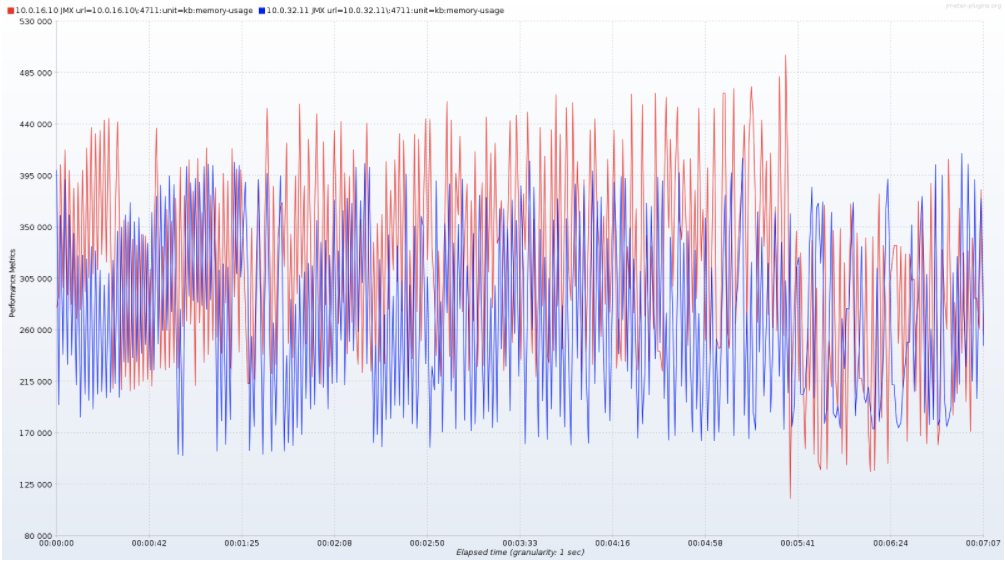 jmeter-plugins.org
10.0.16.10 JMX url=10.0.16.10\:4711:unit=kb:memory-usage 10.0.32.11 JMX url=10.0.32.11\:4711:unit=kb:memory-usage
530 000
485 000
440 000
395 000
350 000
305 000
260 000
215 000
170 000
125 000
80 000
Performance Metrics
00:00:00 00:00:42 00:01:25 00:02:08 00:02:50 00:03:33 00:04:16 00:04:58 00:05:41 00:06:24 00:07:07
Elapsed time (granularity: 1 sec)